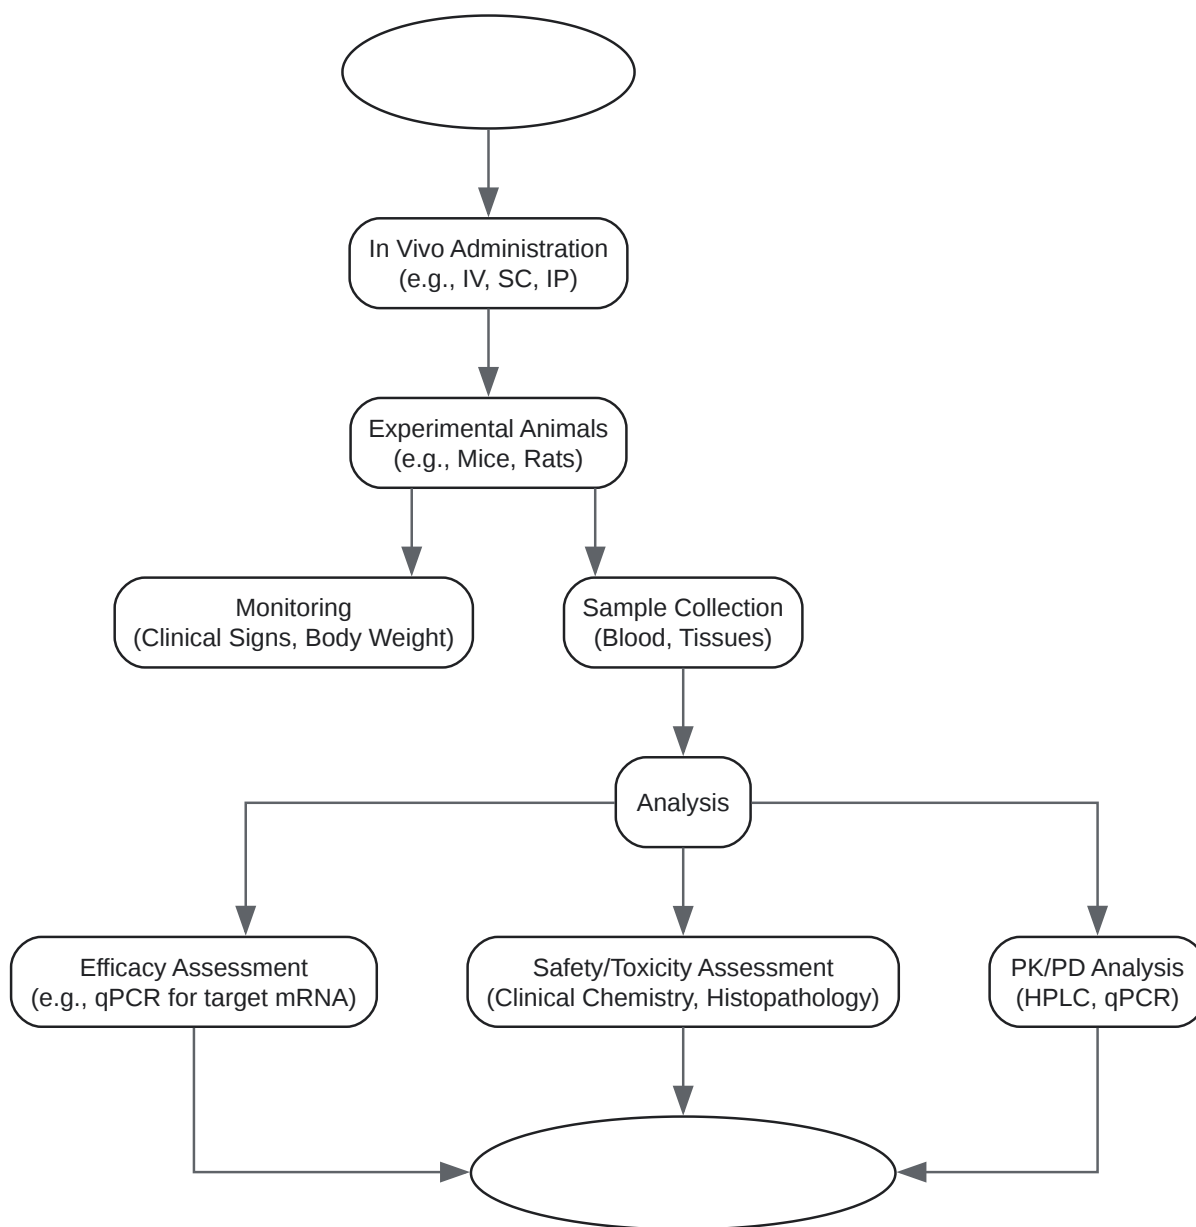 In Vivo Administration
(e.g., IV, SC, IP)
Experimental Animals
(e.g., Mice, Rats)
Monitoring
(Clinical Signs, Body Weight)
Sample Collection
(Blood, Tissues)
Analysis
Efficacy Assessment
(e.g., qPCR for target mRNA)
Safety/Toxicity Assessment
(Clinical Chemistry, Histopathology)
PK/PD Analysis
(HPLC, qPCR)